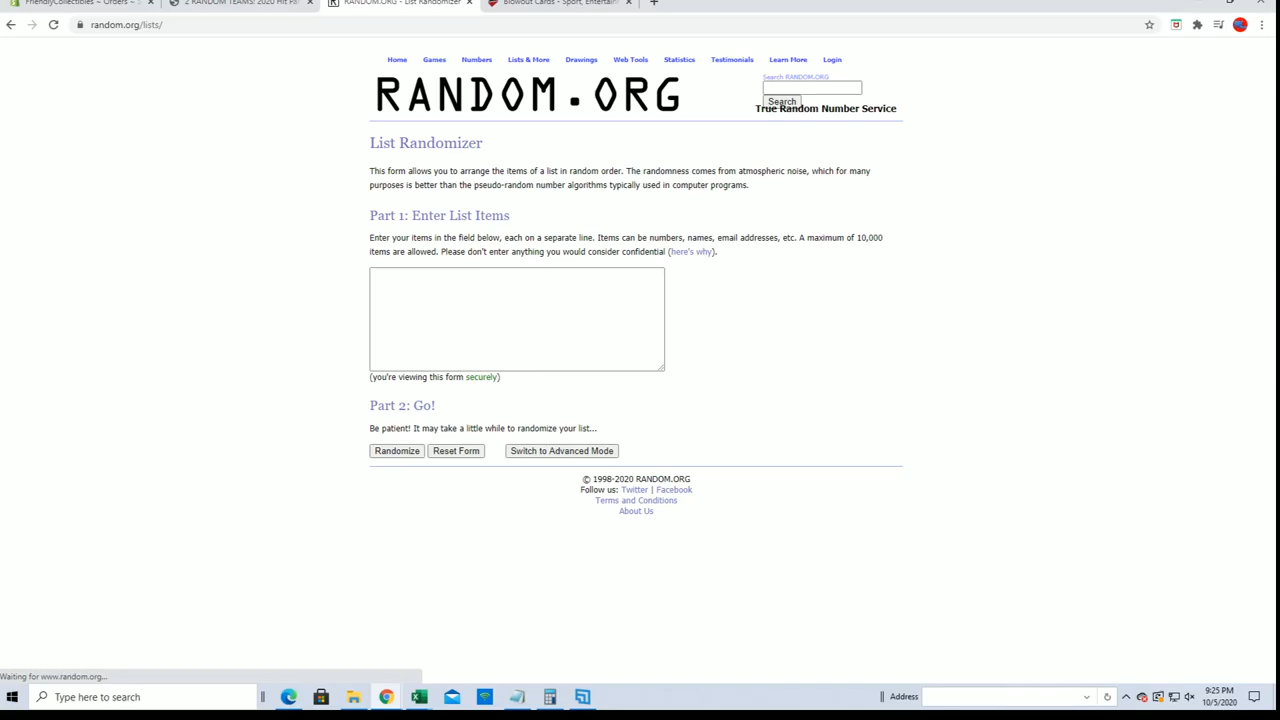 FriendlyCollectibles ~ Orders ~ S
2 RANDOM TEAMS: 2020 Hit Par
RANDOM.ORG - List Randomizer
Blowout Cards - Sport, Entertain
random.org/lists/
Home Games Numbers Lists & More Drawings Web Tools Statistics Testimonials Learn More Login
RANDOM.ORG
Search RANDOM.ORG
Search
True Random Number Service
List Randomizer
This form allows you to arrange the items of a list in random order. The randomness comes from atmospheric noise, which for many
purposes is better than the pseudo-random number algorithms typically used in computer programs.
Part 1: Enter List Items
Enter your items in the field below, each on a separate line. Items can be numbers, names, email addresses, etc. A maximum of 10,000
items are allowed. Please don't enter anything you would consider confidential (here's why).
(you're viewing this form securely)
Part 2: Go!
Be patient! It may take a little while to randomize your list...
Randomize Reset Form Switch to Advanced Mode
© 1998-2020 RANDOM.ORG
Follow us: Twitter | Facebook
Terms and Conditions
About Us
Waiting for www.random.org...
Type here to search
Address
9:25 PM
10/5/2020